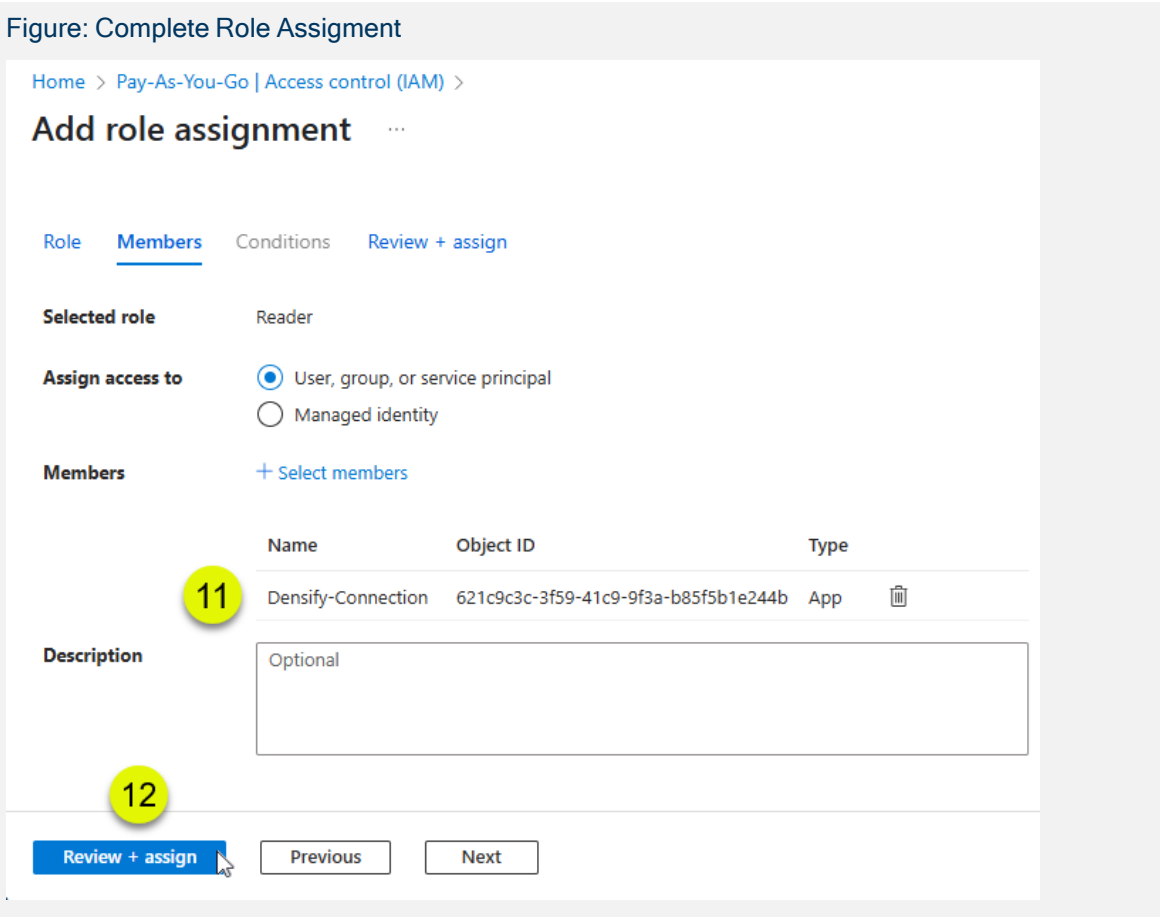 Figure: Complete Role Assigment
Home > Pay-As-You-Go | Access control (IAM) >
Add role assignment ...
Role Members Conditions Review + assign
Selected role Reader
Assign access to User, group, or service principal
Managed identity
Members + Select members
Name Object ID Type
11 Densify-Connection 621c9c3c-3f59-41c9-9f3a-b85f5b1e244b App
Description Optional
12
Review + assign Previous Next